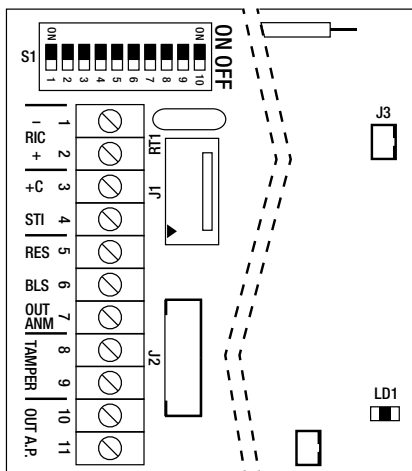 ON ON
S1
1 2 3 4 5 6 7 8 9 10
ON OFF
– 1
RIC
+ 2
+C 3
STI 4
RES 5
BLS 6
OUT
ANM 7
TAMPER
8
9
OUT A.P.
10
11
RT1
J1
J2
J3
LD1